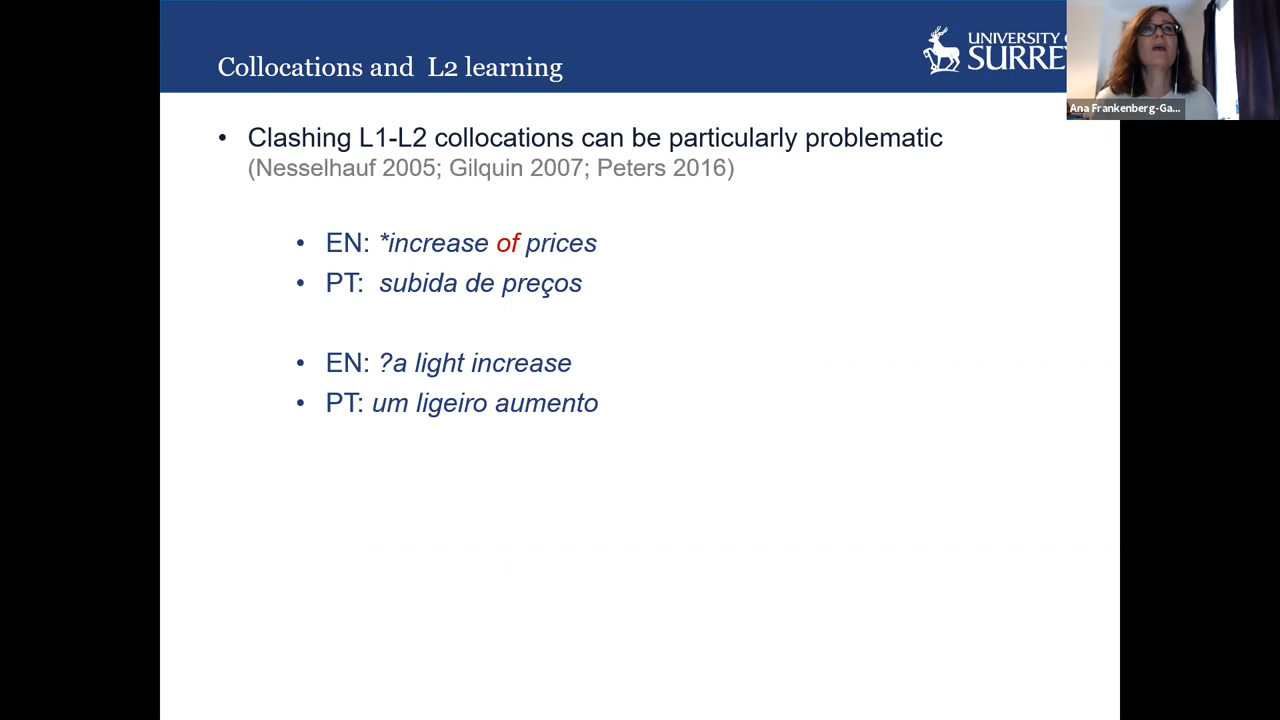 Collocations and L2 learning
UNIVERSITY
SURREY
Ana Frankenberg-Ga...
• Clashing L1-L2 collocations can be particularly problematic
(Nesselhauf 2005; Gilquin 2007; Peters 2016)
• EN: *increase of prices
• PT: subida de preços
• EN: ?a light increase
• PT: um ligeiro aumento